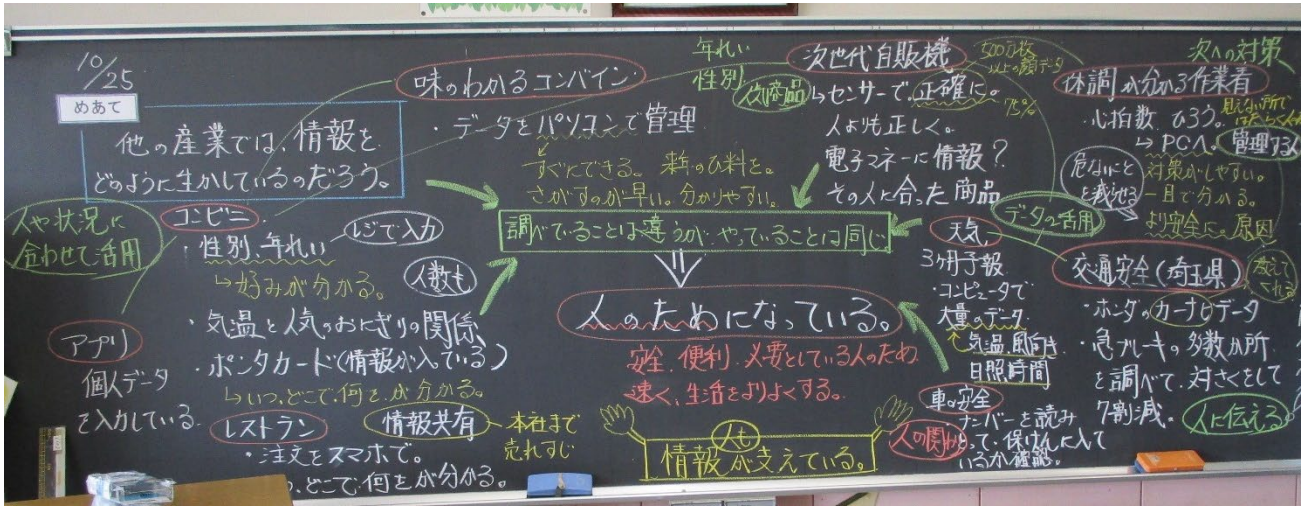 10/25
めあて
他の産業では、情報を
どのように生かしているのだろう。
人や状況に
合わせて活用
コンビニ
・性別、年れい
レジで入力
↳好みが分かる。
人数も
・気温と人気のおにぎりの関係
ポンタカード(情報が入っている)
↳いつ、どこで、何を、が分かる。
アプリ
個人データ
を入力している
レストラン
・注文をスマホで。
どこで、何を、が分かる。
情報共有
本社まで
売れすじ
味のわかるコンバイン
・データをパソコンで管理
すぐにできる。来年のひ料を。
さがすのが早い。分かりやすい。
調べていることは違うが、やっていることは同じ
人のためになっている。
安全、便利、必要としている人のため
速く、生活をよりよくする。
人も
情報が支えている。
年れい
性別
次世代自販機
500万枚
以上の顔データ
↳センサーで、正確に。
75%
人よりも正しく。
電子マネーに情報?
その人に合った商品
データの活用
天気
3ヶ月予報
・コンピュータで
大量のデータ
気温、風向き
日照時間
車の安全
ナンバーを読み
とって、保けんに入って
いるか確認。
次への対策
体調が分かる作業着
・心拍数 ひろう。
→PCへ。
管理する人
対策がしやすい。
一目で分かる。
より安全に。原因
交通安全(埼玉県)
・ホンダのカーナビデータ
・急ブレーキの多数か所
を調べて、対さくをして
7割減。
人に伝える